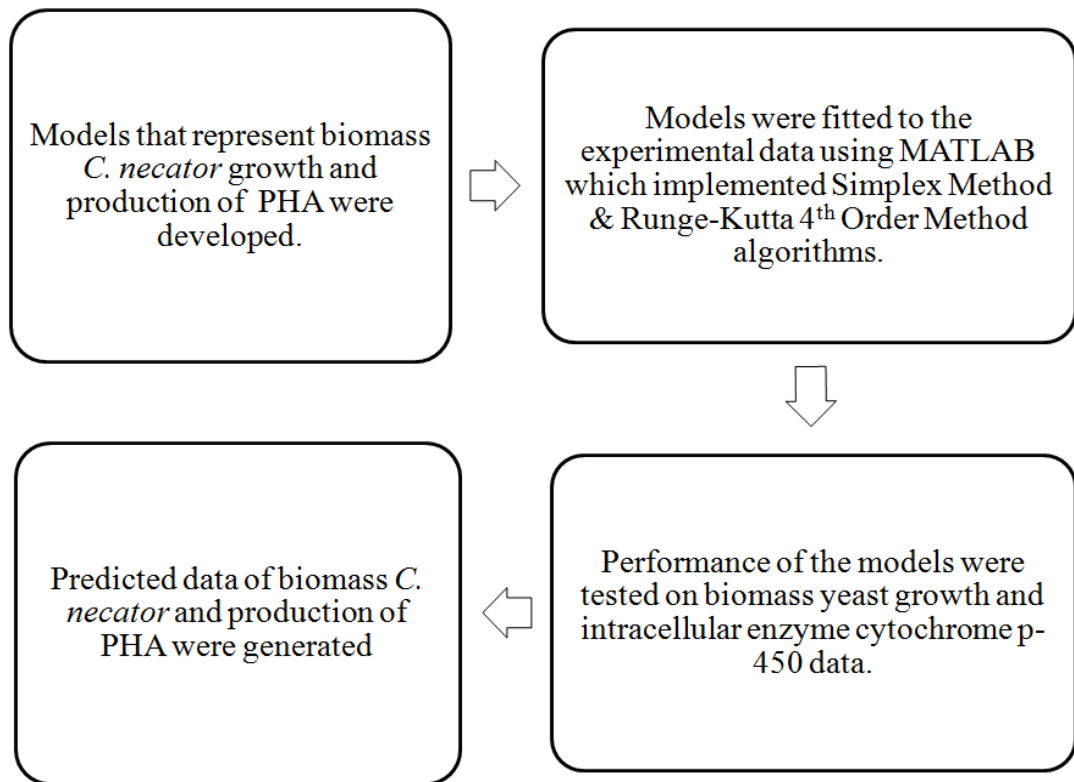 Models that represent biomass
C. necator growth and
production of PHA were
developed.
Models were fitted to the
experimental data using MATLAB
which implemented Simplex Method
& Runge-Kutta 4th Order Method
algorithms.
Performance of the models were
tested on biomass yeast growth and
intracellular enzyme cytochrome p-
450 data.
Predicted data of biomass C.
necator and production of
PHA were generated